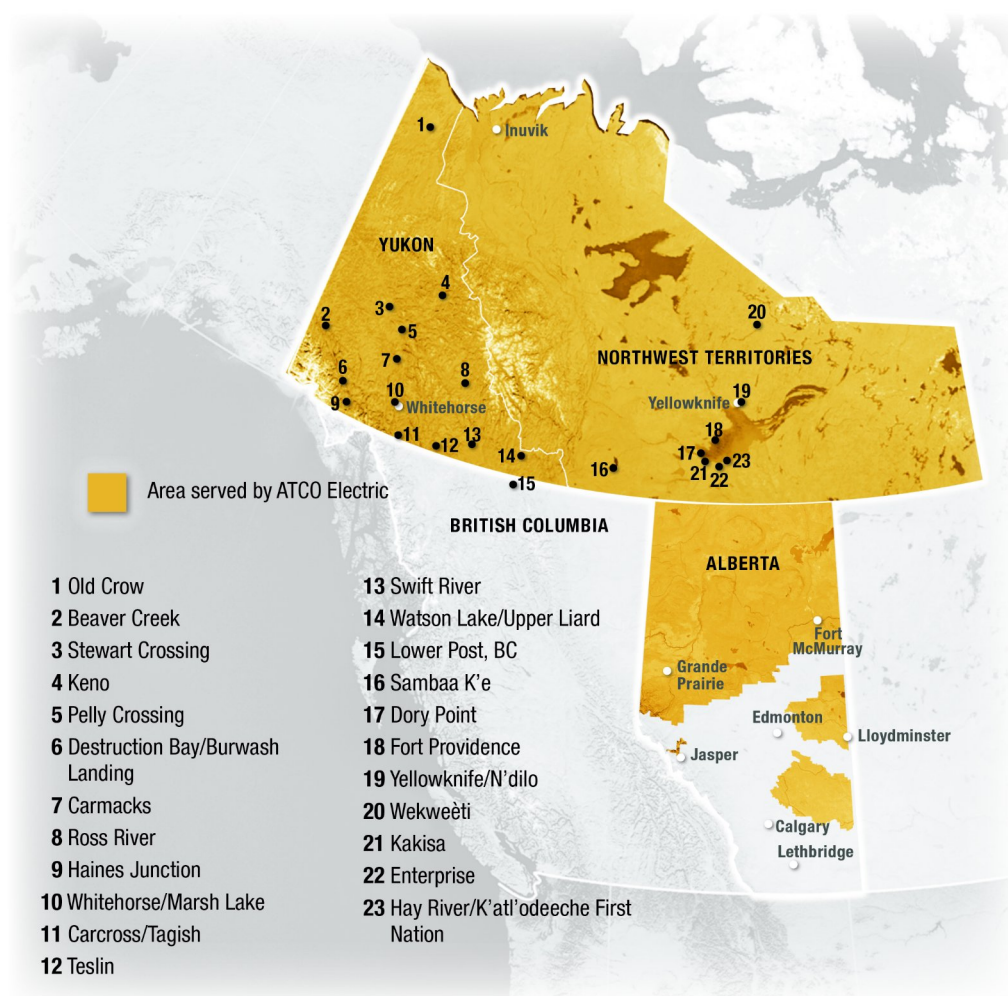 1
Inuvik
YUKON
4
3
2
5
20
NORTHWEST TERRITORIES
7
6
8
10
Whitehorse
9
19
Yellowknife
18
11
12
13
14
17
23
16
21
22
15
Area served by ATCO Electric
BRITISH COLUMBIA
ALBERTA
Fort
McMurray
Grande
Prairie
Edmonton
Lloydminster
Jasper
Calgary
Lethbridge
1 Old Crow
2 Beaver Creek
3 Stewart Crossing
4 Keno
5 Pelly Crossing
6 Destruction Bay/Burwash
Landing
7 Carmacks
8 Ross River
9 Haines Junction
10 Whitehorse/Marsh Lake
11 Carcross/Tagish
12 Teslin
13 Swift River
14 Watson Lake/Upper Liard
15 Lower Post, BC
16 Sambaa K'e
17 Dory Point
18 Fort Providence
19 Yellowknife/N'dilo
20 Wekweèti
21 Kakisa
22 Enterprise
23 Hay River/K'atl'odeeche First
Nation